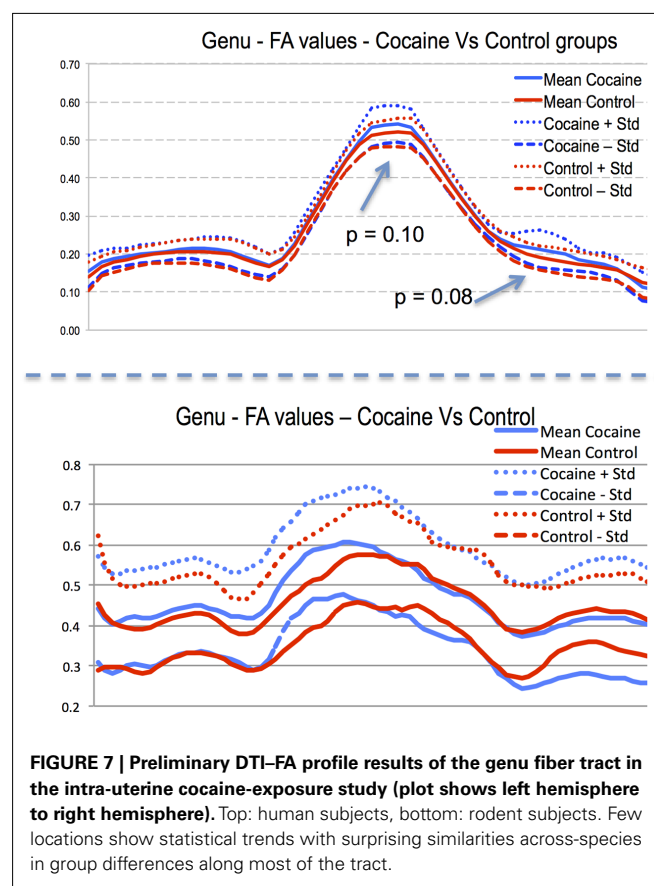 Genu - FA values - Cocaine Vs Control groups
0.70
0.60
0.50
0.40
0.30
0.20
0.10
0.00
Mean Cocaine
Mean Control
Cocaine + Std
Cocaine – Std
Control + Std
Control – Std
p = 0.10
p = 0.08
Genu - FA values – Cocaine Vs Control
0.8
0.7
0.6
0.5
0.4
0.3
0.2
Mean Cocaine
Mean Control
Cocaine + Std
Cocaine - Std
Control + Std
Control - Std
FIGURE 7 | Preliminary DTI–FA profile results of the genu fiber tract in
the intra-uterine cocaine-exposure study (plot shows left hemisphere
to right hemisphere). Top: human subjects, bottom: rodent subjects. Few
locations show statistical trends with surprising similarities across-species
in group differences along most of the tract.